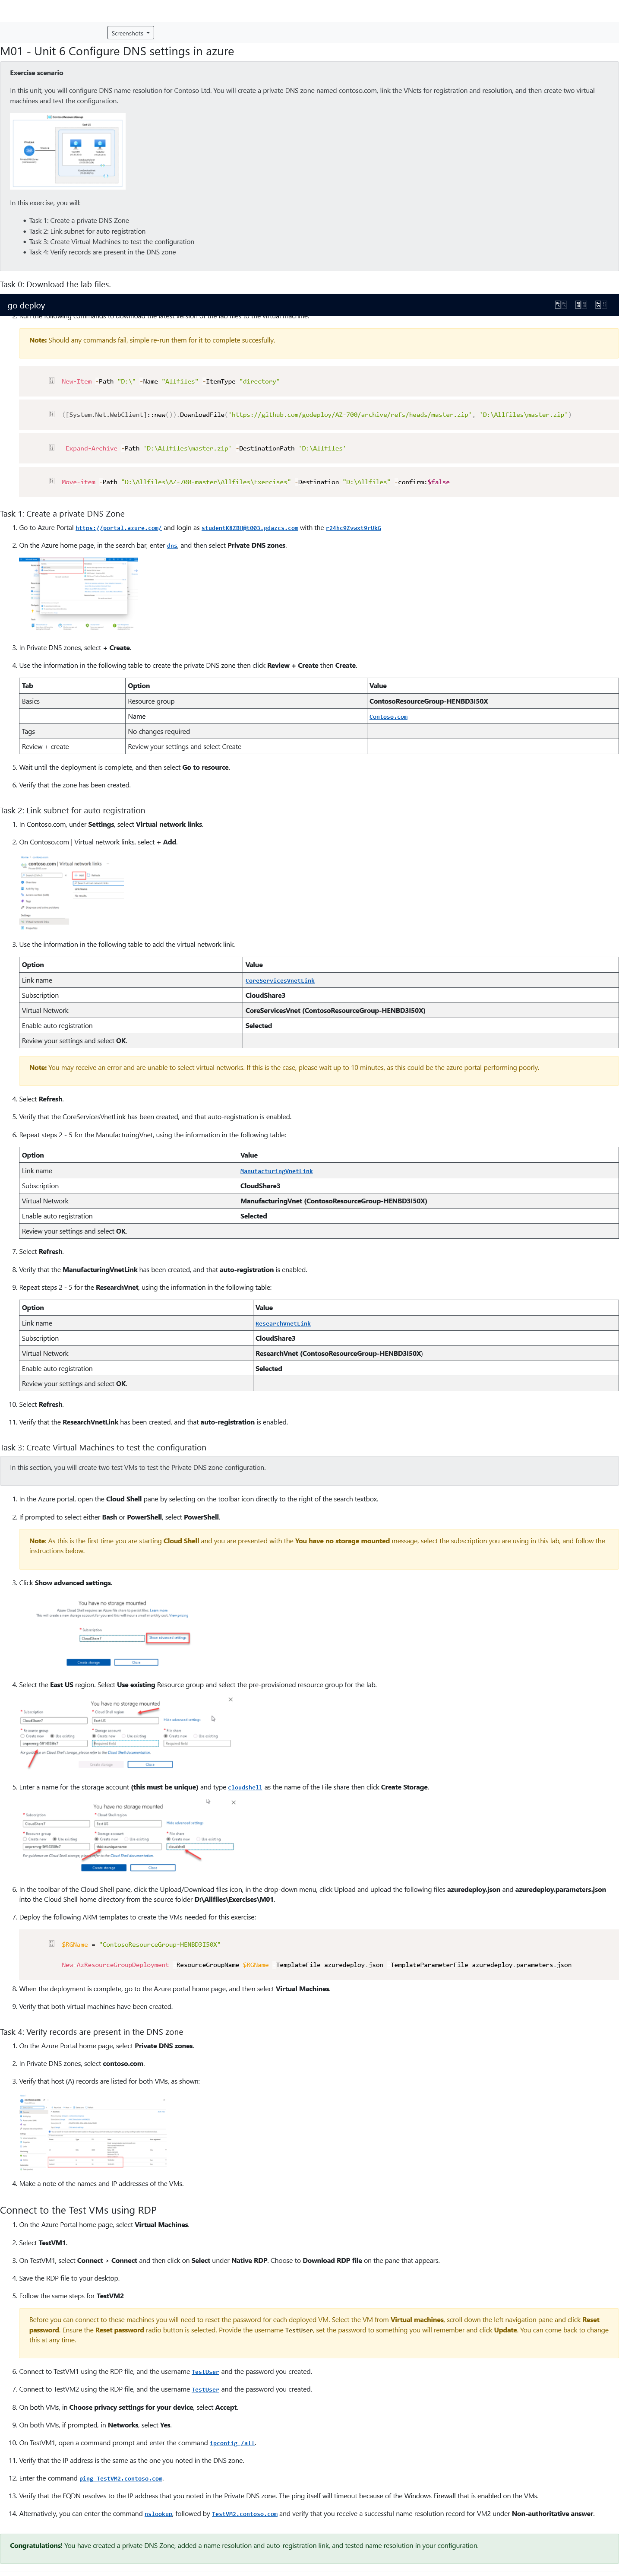 Screenshots
M01 - Unit 6 Configure DNS settings in azure
Exercise scenario
In this unit, you will configure DNS name resolution for Contoso Ltd. You will create a private DNS zone named contoso.com, link the VNets for registration and resolution, and then create two virtual
machines and test the configuration.
In this exercise, you will:
• Task 1: Create a private DNS Zone
• Task 2: Link subnet for auto registration
• Task 3: Create Virtual Machines to test the configuration
• Task 4: Verify records are present in the DNS zone
Task 0: Download the lab files.
go deploy
2. Run the following commands to download the latest version of the lab files to the virtual machine.
Note: Should any commands fail, simple re-run them for it to complete succesfully.
New-Item -Path "D:\" -Name "Allfiles" -ItemType "directory"
([System.Net.WebClient]::new()).DownloadFile('https://github.com/godeploy/AZ-700/archive/refs/heads/master.zip', 'D:\Allfiles\master.zip')
Expand-Archive -Path 'D:\Allfiles\master.zip' -DestinationPath 'D:\Allfiles'
Move-item -Path "D:\Allfiles\AZ-700-master\Allfiles\Exercises" -Destination "D:\Allfiles" -confirm:$false
Task 1: Create a private DNS Zone
1. Go to Azure Portal https://portal.azure.com/ and login as studentK8ZBH@t003.gdazcs.com with the r24hc9Zvwxt9rUkG
2. On the Azure home page, in the search bar, enter dns, and then select Private DNS zones.
3. In Private DNS zones, select + Create.
4. Use the information in the following table to create the private DNS zone then click Review + Create then Create.
Tab Option Value
Basics Resource group ContosoResourceGroup-HENBD3I50X
Name Contoso.com
Tags No changes required
Review + create Review your settings and select Create
5. Wait until the deployment is complete, and then select Go to resource.
6. Verify that the zone has been created.
Task 2: Link subnet for auto registration
1. In Contoso.com, under Settings, select Virtual network links.
2. On Contoso.com | Virtual network links, select + Add.
3. Use the information in the following table to add the virtual network link.
Option Value
Link name CoreServicesVnetLink
Subscription CloudShare3
Virtual Network CoreServicesVnet (ContosoResourceGroup-HENBD3I50X)
Enable auto registration Selected
Review your settings and select OK.
Note: You may receive an error and are unable to select virtual networks. If this is the case, please wait up to 10 minutes, as this could be the azure portal performing poorly.
4. Select Refresh.
5. Verify that the CoreServicesVnetLink has been created, and that auto-registration is enabled.
6. Repeat steps 2 - 5 for the ManufacturingVnet, using the information in the following table:
Option Value
Link name ManufacturingVnetLink
Subscription CloudShare3
Virtual Network ManufacturingVnet (ContosoResourceGroup-HENBD3I50X)
Enable auto registration Selected
Review your settings and select OK.
7. Select Refresh.
8. Verify that the ManufacturingVnetLink has been created, and that auto-registration is enabled.
9. Repeat steps 2 - 5 for the ResearchVnet, using the information in the following table:
Option Value
Link name ResearchVnetLink
Subscription CloudShare3
Virtual Network ResearchVnet (ContosoResourceGroup-HENBD3I50X)
Enable auto registration Selected
Review your settings and select OK.
10. Select Refresh.
11. Verify that the ResearchVnetLink has been created, and that auto-registration is enabled.
Task 3: Create Virtual Machines to test the configuration
In this section, you will create two test VMs to test the Private DNS zone configuration.
1. In the Azure portal, open the Cloud Shell pane by selecting on the toolbar icon directly to the right of the search textbox.
2. If prompted to select either Bash or PowerShell, select PowerShell.
Note: As this is the first time you are starting Cloud Shell and you are presented with the You have no storage mounted message, select the subscription you are using in this lab, and follow the
instructions below.
3. Click Show advanced settings.
You have no storage mounted
4. Select the East US region. Select Use existing Resource group and select the pre-provisioned resource group for the lab.
You have no storage mounted
5. Enter a name for the storage account (this must be unique) and type cloudshell as the name of the File share then click Create Storage.
You have no storage mounted
6. In the toolbar of the Cloud Shell pane, click the Upload/Download files icon, in the drop-down menu, click Upload and upload the following files azuredeploy.json and azuredeploy.parameters.json
into the Cloud Shell home directory from the source folder D:\Allfiles\Exercises\M01.
7. Deploy the following ARM templates to create the VMs needed for this exercise:
$RGName = "ContosoResourceGroup-HENBD3I50X"
New-AzResourceGroupDeployment -ResourceGroupName $RGName -TemplateFile azuredeploy.json -TemplateParameterFile azuredeploy.parameters.json
8. When the deployment is complete, go to the Azure portal home page, and then select Virtual Machines.
9. Verify that both virtual machines have been created.
Task 4: Verify records are present in the DNS zone
1. On the Azure Portal home page, select Private DNS zones.
2. In Private DNS zones, select contoso.com.
3. Verify that host (A) records are listed for both VMs, as shown:
4. Make a note of the names and IP addresses of the VMs.
Connect to the Test VMs using RDP
1. On the Azure Portal home page, select Virtual Machines.
2. Select TestVM1.
3. On TestVM1, select Connect > Connect and then click on Select under Native RDP. Choose to Download RDP file on the pane that appears.
4. Save the RDP file to your desktop.
5. Follow the same steps for TestVM2
Before you can connect to these machines you will need to reset the password for each deployed VM. Select the VM from Virtual machines, scroll down the left navigation pane and click Reset
password. Ensure the Reset password radio button is selected. Provide the username TestUser, set the password to something you will remember and click Update. You can come back to change
this at any time.
6. Connect to TestVM1 using the RDP file, and the username TestUser and the password you created.
7. Connect to TestVM2 using the RDP file, and the username TestUser and the password you created.
8. On both VMs, in Choose privacy settings for your device, select Accept.
9. On both VMs, if prompted, in Networks, select Yes.
10. On TestVM1, open a command prompt and enter the command ipconfig /all.
11. Verify that the IP address is the same as the one you noted in the DNS zone.
12. Enter the command ping TestVM2.contoso.com.
13. Verify that the FQDN resolves to the IP address that you noted in the Private DNS zone. The ping itself will timeout because of the Windows Firewall that is enabled on the VMs.
14. Alternatively, you can enter the command nslookup, followed by TestVM2.contoso.com and verify that you receive a successful name resolution record for VM2 under Non-authoritative answer.
Congratulations! You have created a private DNS Zone, added a name resolution and auto-registration link, and tested name resolution in your configuration.